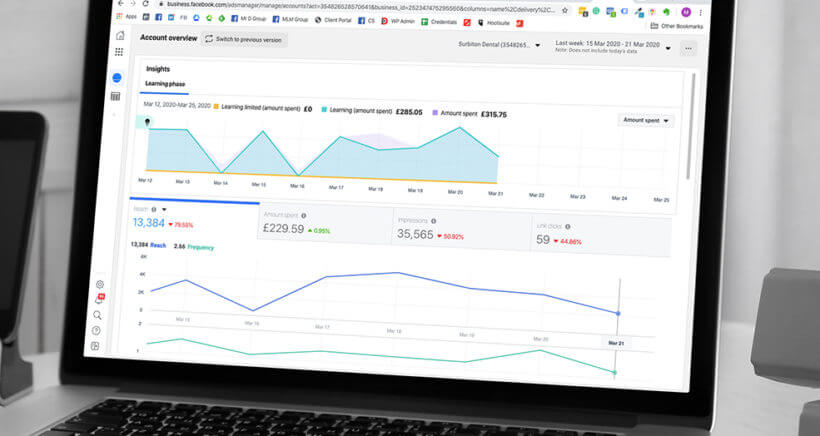 business.facebook.com/adsmanager/manage/accounts?act=354826528570641&business_id=2523474752955
Apps
FB
Mr D Group
MLM Group
Client Portal
CS
WP Admin
Credentials
Hootsuite
Other Bookmarks
Account overview
Switch to previous version
Surbiton Dental (3548265...
Last week: 15 Mar 2020 - 21 Mar 2020
Note: Does not include today's data
Insights
Learning phase
Mar 12, 2020-Mar 25, 2020
Learning limited (amount spent) £0
Learning (amount spent) £285.05
Amount spent £315.75
Amount spent
Mar 12 Mar 13 Mar 14 Mar 15 Mar 16 Mar 17 Mar 18 Mar 19 Mar 20 Mar 21 Mar 22 Mar 23 Mar 24 Mar 25
Reach
13,384 79.55%
Amount spent
£229.59 0.95%
Impressions
35,565 50.92%
Link clicks
59 44.86%
13,384 Reach 2.66 Frequency
6K
4K
2K
0
Mar 15 Mar 16 Mar 17 Mar 18 Mar 19 Mar 20 Mar 21
2
1